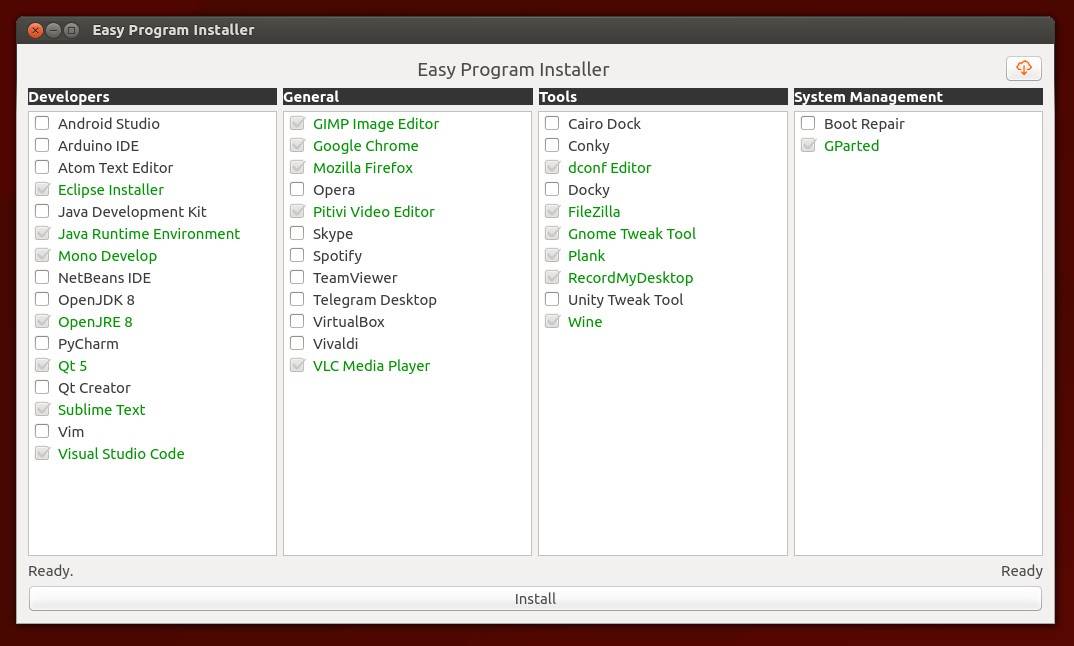 Easy Program Installer
Easy Program Installer
Developers
Android Studio
Arduino IDE
Atom Text Editor
Eclipse Installer
Java Development Kit
Java Runtime Environment
Mono Develop
NetBeans IDE
OpenJDK 8
OpenJRE 8
PyCharm
Qt 5
Qt Creator
Sublime Text
Vim
Visual Studio Code
General
GIMP Image Editor
Google Chrome
Mozilla Firefox
Opera
Pitivi Video Editor
Skype
Spotify
TeamViewer
Telegram Desktop
VirtualBox
Vivaldi
VLC Media Player
Tools
Cairo Dock
Conky
dconf Editor
Docky
FileZilla
Gnome Tweak Tool
Plank
RecordMyDesktop
Unity Tweak Tool
Wine
System Management
Boot Repair
GParted
Ready.
Ready
Install